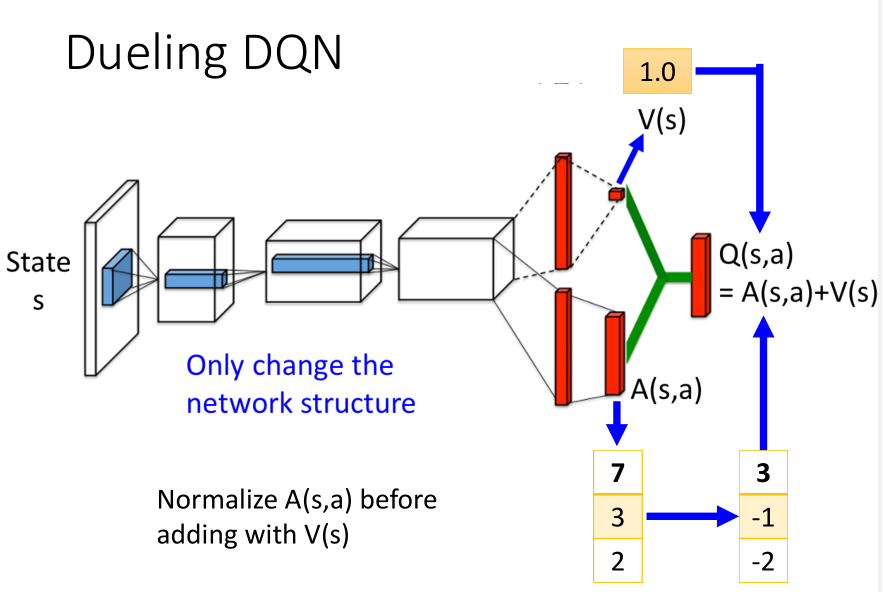 Dueling DQN
1.0
V(s)
State
s
Q(s,a)
= A(s,a)+V(s)
Only change the
network structure
A(s,a)
Normalize A(s,a) before
adding with V(s)
7
3
2
3
-1
-2